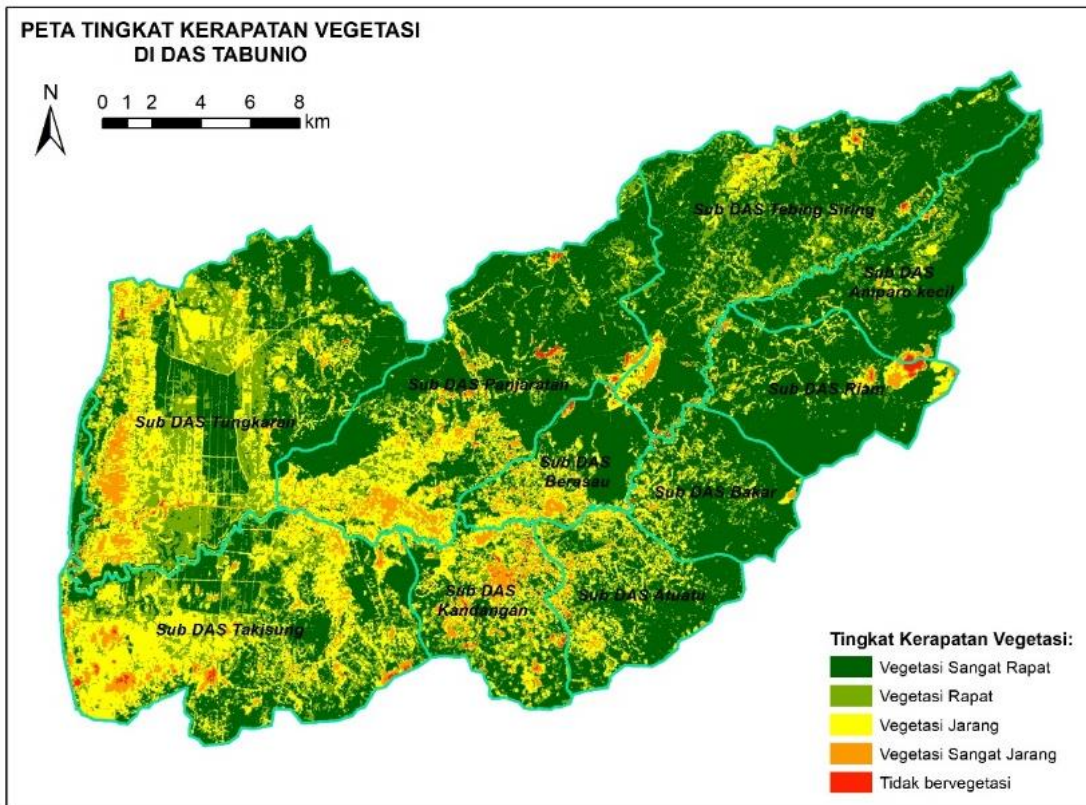 PETA TINGKAT KERAPATAN VEGETASI
DI DAS TABUNIO
N
0 1 2 4 6 8
km
Sub DAS Tebing Siring
Sub DAS
Amparo kecil
Sub DAS Riam
Sub DAS Panjaratan
Sub DAS Tungkaran
Sub DAS
Berasau
Sub DAS Bakar
Sub DAS
Kandangan
Sub DAS Atuatu
Sub DAS Takisung
Tingkat Kerapatan Vegetasi:
Vegetasi Sangat Rapat
Vegetasi Rapat
Vegetasi Jarang
Vegetasi Sangat Jarang
Tidak bervegetasi